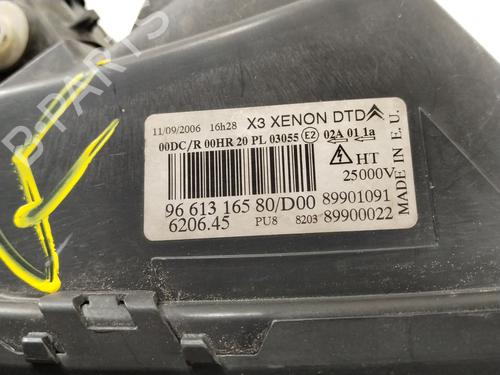 B-PARTS
11/09/2006 16h28 X3 XENON DTD
00DC/R 00HR 20 PL 03055 E2 02A 01 1a
HT
25000V
96 613 165 80/D00 89901091
6206.45 PU8 8203 89900022
MADE IN E.U.